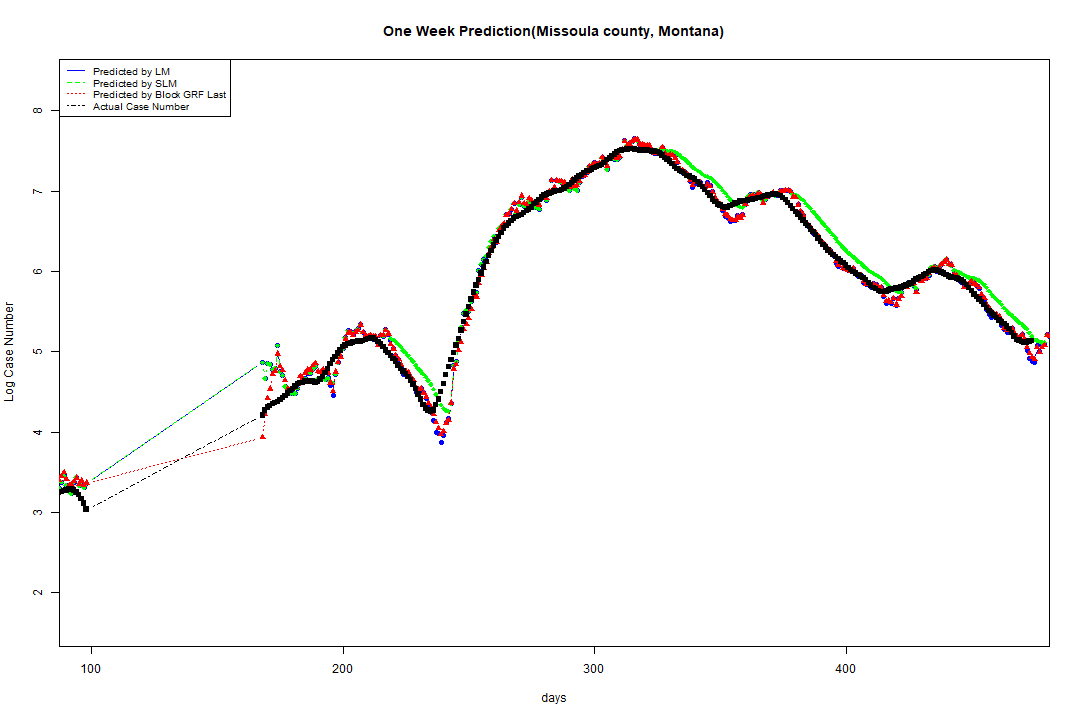 One Week Prediction(Missoula county, Montana)
Predicted by LM
Predicted by SLM
Predicted by Block GRF Last
Actual Case Number
8
7
6
5
4
3
2
Log Case Number
100 200 300 400
days